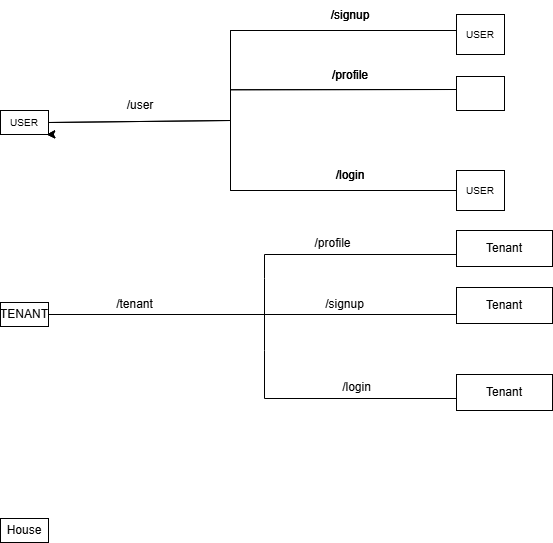 /signup
USER
/profile
/user
USER
/login
USER
/profile
Tenant
/tenant
/signup
Tenant
TENANT
/login
Tenant
House